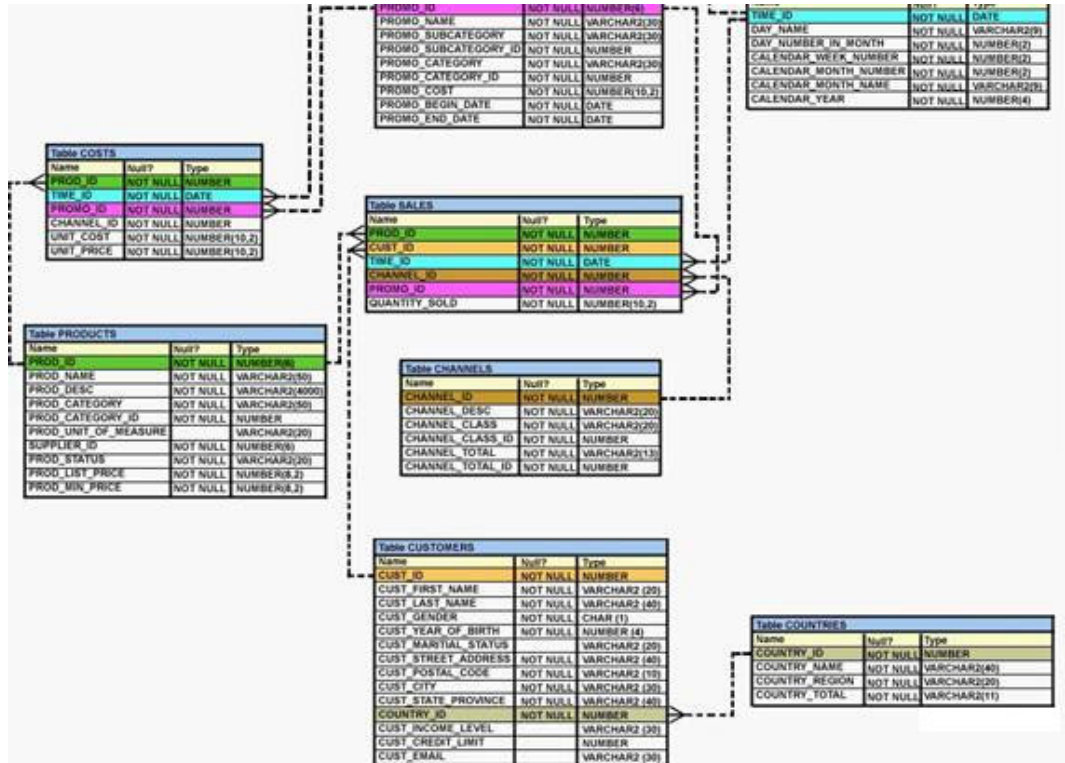 PROMO_ID NOT NULL NUMBER(6)
PROMO_NAME NOT NULL VARCHAR2(30)
PROMO_SUBCATEGORY NOT NULL VARCHAR2(30)
PROMO_SUBCATEGORY_ID NOT NULL NUMBER
PROMO_CATEGORY NOT NULL VARCHAR2(30)
PROMO_CATEGORY_ID NOT NULL NUMBER
PROMO_COST NOT NULL NUMBER(10,2)
PROMO_BEGIN_DATE NOT NULL DATE
PROMO_END_DATE NOT NULL DATE
TIME_ID NOT NULL DATE
DAY_NAME NOT NULL VARCHAR2(9)
DAY_NUMBER_IN_MONTH NOT NULL NUMBER(2)
CALENDAR_WEEK_NUMBER NOT NULL NUMBER(2)
CALENDAR_MONTH_NUMBER NOT NULL NUMBER(2)
CALENDAR_MONTH_NAME NOT NULL VARCHAR2(9)
CALENDAR_YEAR NOT NULL NUMBER(4)
Table COSTS
Name Null? Type
PROD_ID NOT NULL NUMBER
TIME_ID NOT NULL DATE
PROMO_ID NOT NULL NUMBER
CHANNEL_ID NOT NULL NUMBER
UNIT_COST NOT NULL NUMBER(10,2)
UNIT_PRICE NOT NULL NUMBER(10,2)
Table SALES
Name Null? Type
PROD_ID NOT NULL NUMBER
CUST_ID NOT NULL NUMBER
TIME_ID NOT NULL DATE
CHANNEL_ID NOT NULL NUMBER
PROMO_ID NOT NULL NUMBER
QUANTITY_SOLD NOT NULL NUMBER(10,2)
Table PRODUCTS
Name Null? Type
PROD_ID NOT NULL NUMBER(6)
PROD_NAME NOT NULL VARCHAR2(50)
PROD_DESC NOT NULL VARCHAR2(4000)
PROD_CATEGORY NOT NULL VARCHAR2(50)
PROD_CATEGORY_ID NOT NULL NUMBER
PROD_UNIT_OF_MEASURE VARCHAR2(20)
SUPPLIER_ID NOT NULL NUMBER(6)
PROD_STATUS NOT NULL VARCHAR2(20)
PROD_LIST_PRICE NOT NULL NUMBER(8,2)
PROD_MIN_PRICE NOT NULL NUMBER(8,2)
Table CHANNELS
Name Null? Type
CHANNEL_ID NOT NULL NUMBER
CHANNEL_DESC NOT NULL VARCHAR2(20)
CHANNEL_CLASS NOT NULL VARCHAR2(20)
CHANNEL_CLASS_ID NOT NULL NUMBER
CHANNEL_TOTAL NOT NULL VARCHAR2(13)
CHANNEL_TOTAL_ID NOT NULL NUMBER
Table CUSTOMERS
Name Null? Type
CUST_ID NOT NULL NUMBER
CUST_FIRST_NAME NOT NULL VARCHAR2 (20)
CUST_LAST_NAME NOT NULL VARCHAR2 (40)
CUST_GENDER NOT NULL CHAR (1)
CUST_YEAR_OF_BIRTH NOT NULL NUMBER (4)
CUST_MARITIAL_STATUS VARCHAR2 (20)
CUST_STREET_ADDRESS NOT NULL VARCHAR2 (40)
CUST_POSTAL_CODE NOT NULL VARCHAR2 (10)
CUST_CITY NOT NULL VARCHAR2 (30)
CUST_STATE_PROVINCE NOT NULL VARCHAR2 (40)
COUNTRY_ID NOT NULL NUMBER
CUST_INCOME_LEVEL VARCHAR2 (30)
CUST_CREDIT_LIMIT NUMBER
CUST_EMAIL VARCHAR2 (30)
Table COUNTRIES
Name Null? Type
COUNTRY_ID NOT NULL NUMBER
COUNTRY_NAME NOT NULL VARCHAR2(40)
COUNTRY_REGION NOT NULL VARCHAR2(20)
COUNTRY_TOTAL NOT NULL VARCHAR2(11)